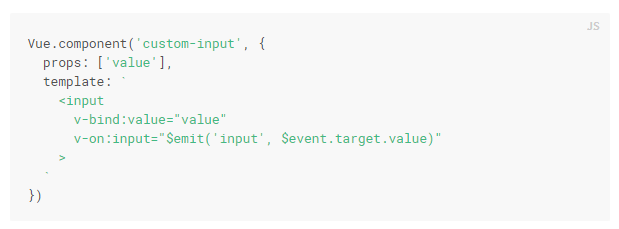 JS
Vue.component('custom-input', {
  props: ['value'],
  template: `
    <input
      v-bind:value="value"
      v-on:input="$emit('input', $event.target.value)"
    >
  `
})